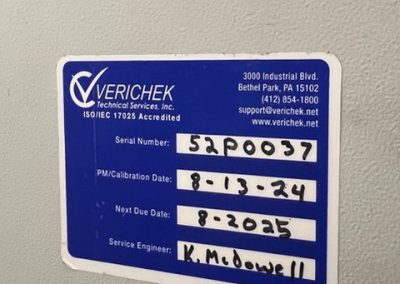 VERICHEK
Technical Services, Inc.
ISO/IEC 17025 Accredited
3000 Industrial Blvd.
Bethel Park, PA 15102
(412) 854-1800
support@verichek.net
www.verichek.net
Serial Number: 52P0037
PM/Calibration Date: 8-13-24
Next Due Date: 8-2025
Service Engineer: K. McDowell